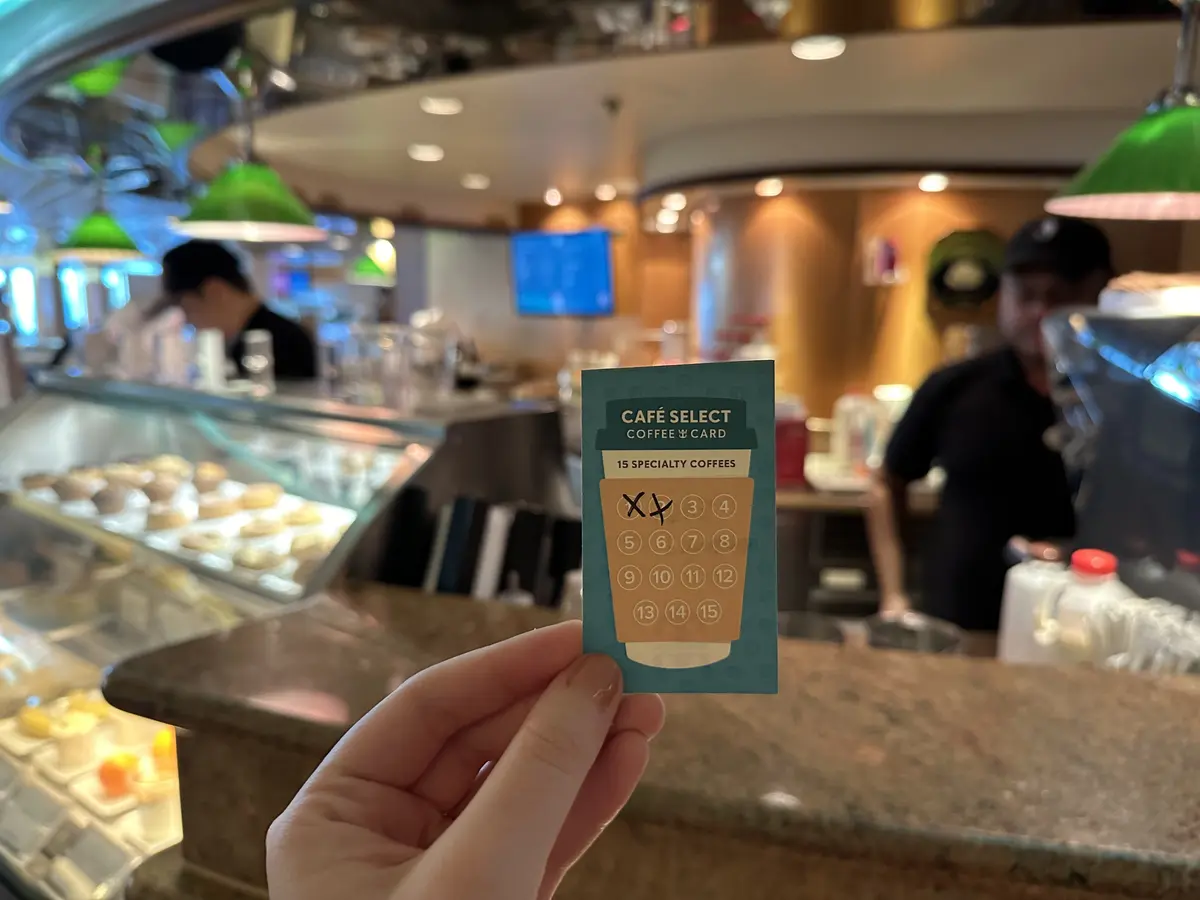 CAFÉ SELECT
COFFEE CARD
15 SPECIALTY COFFEES
X X 3 4
5 6 7 8
9 10 11 12
13 14 15